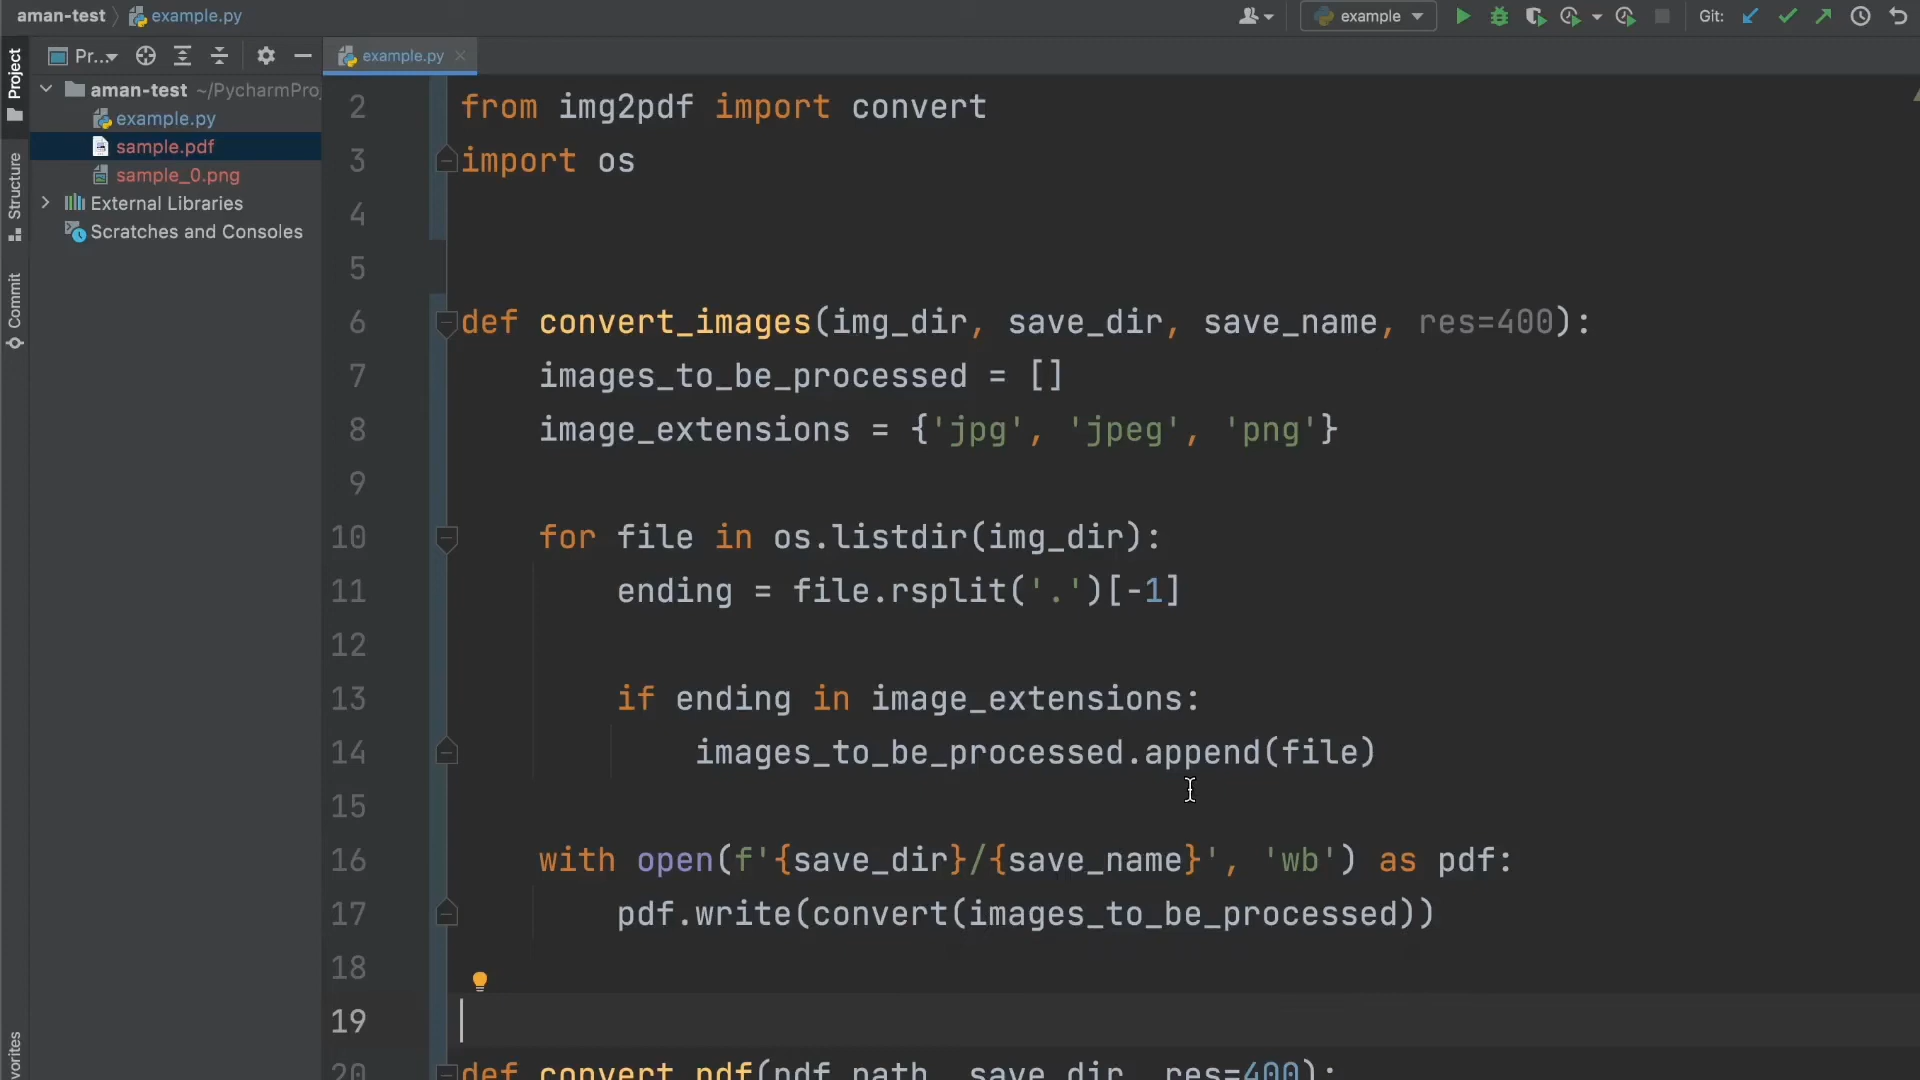 aman-test
example.py
example
Git:
Project
Pr...
example.py
aman-test ~/PycharmProj
example.py
sample.pdf
sample_0.png
External Libraries
Scratches and Consoles
Structure
Commit
2 from img2pdf import convert
3 import os
4
5
6 def convert_images(img_dir, save_dir, save_name, res=400):
7 images_to_be_processed = []
8 image_extensions = {'jpg', 'jpeg', 'png'}
9
10 for file in os.listdir(img_dir):
11 ending = file.rsplit('.')[-1]
12
13 if ending in image_extensions:
14 images_to_be_processed.append(file)
15
16 with open(f'{save_dir}/{save_name}', 'wb') as pdf:
17 pdf.write(convert(images_to_be_processed))
18
19
20 def convert_pdf(pdf_path, save_dir, res=400):
vorites